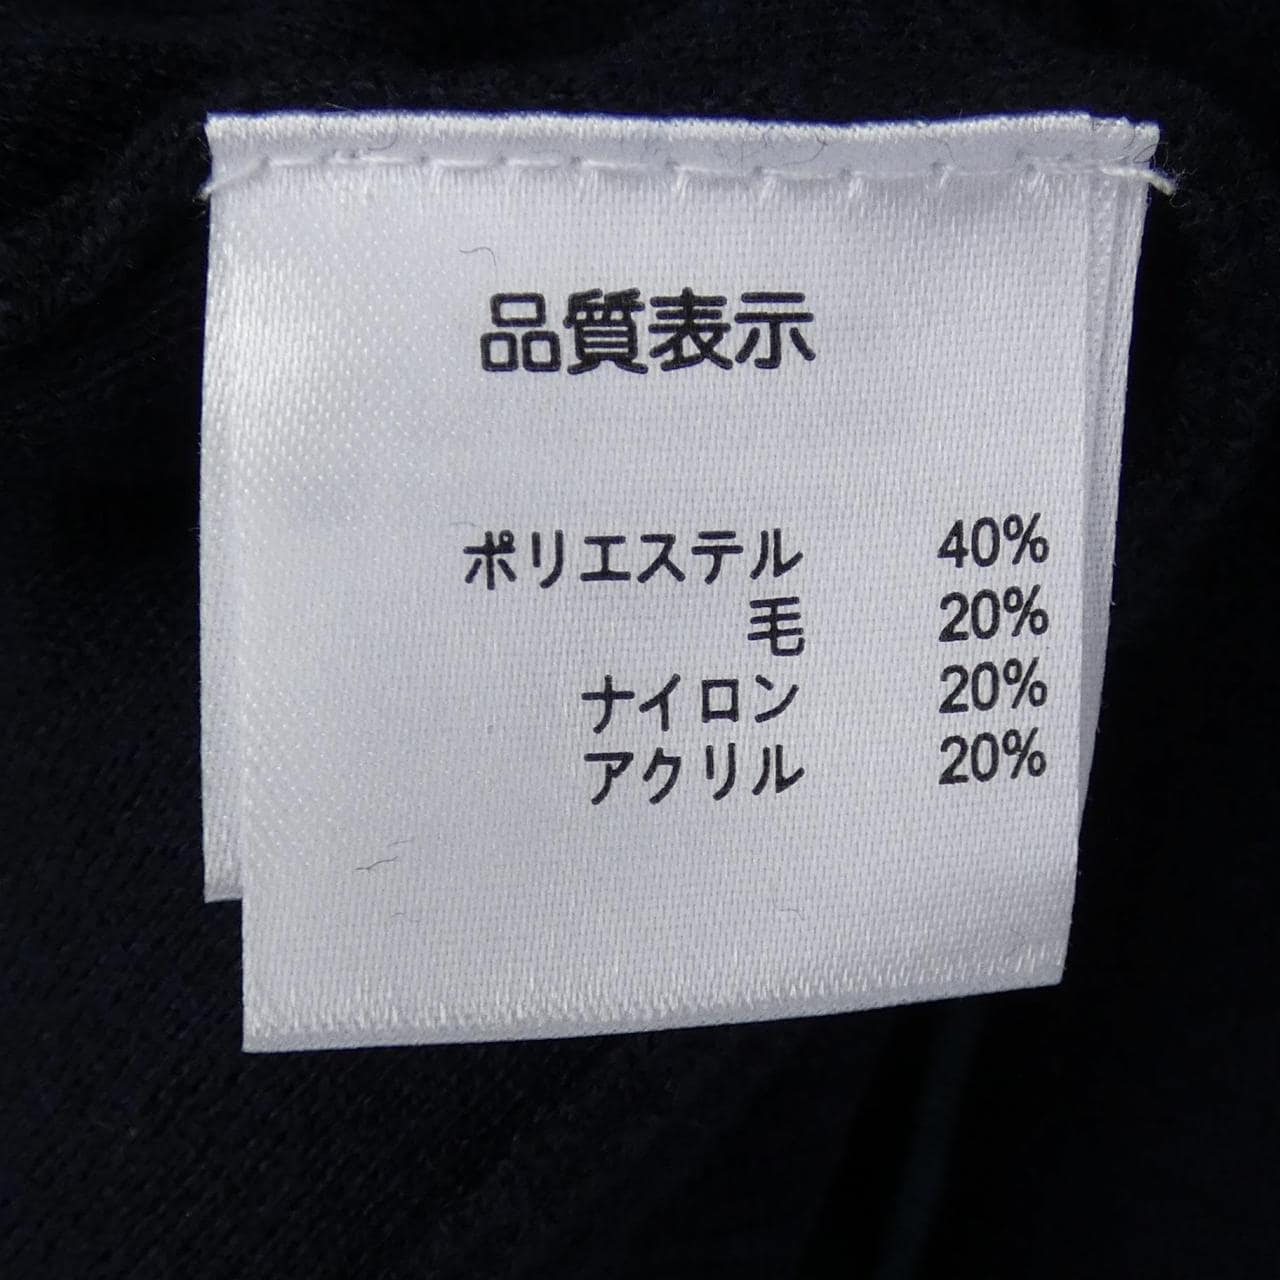 品質表示
ポリエステル 40%
毛 20%
ナイロン 20%
アクリル 20%